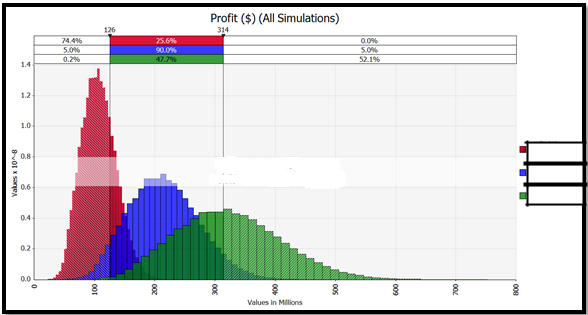 Profit ($) (All Simulations)
126 314
74.4% 25.6% 0.0%
5.0% 90.0% 5.0%
0.2% 47.7% 52.1%
1.4
1.2
1.0
0.8
0.6
0.4
0.2
0.0
Values x 10^-8
0 100 200 300 400 500 600 700 800
Values in Millions